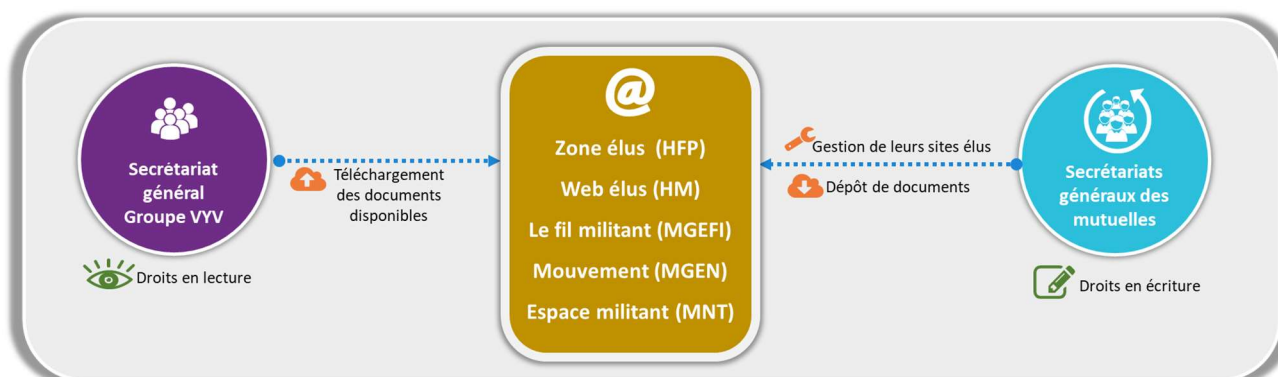 Secrétariat
général
Groupe VYV
Droits en lecture
Téléchargement
des documents
disponibles
@
Zone élus (HFP)
Web élus (HM)
Le fil militant (MGEFI)
Mouvement (MGEN)
Espace militant (MNT)
Gestion de leurs sites élus
Dépôt de documents
Secrétariats
généraux des
mutuelles
Droits en écriture